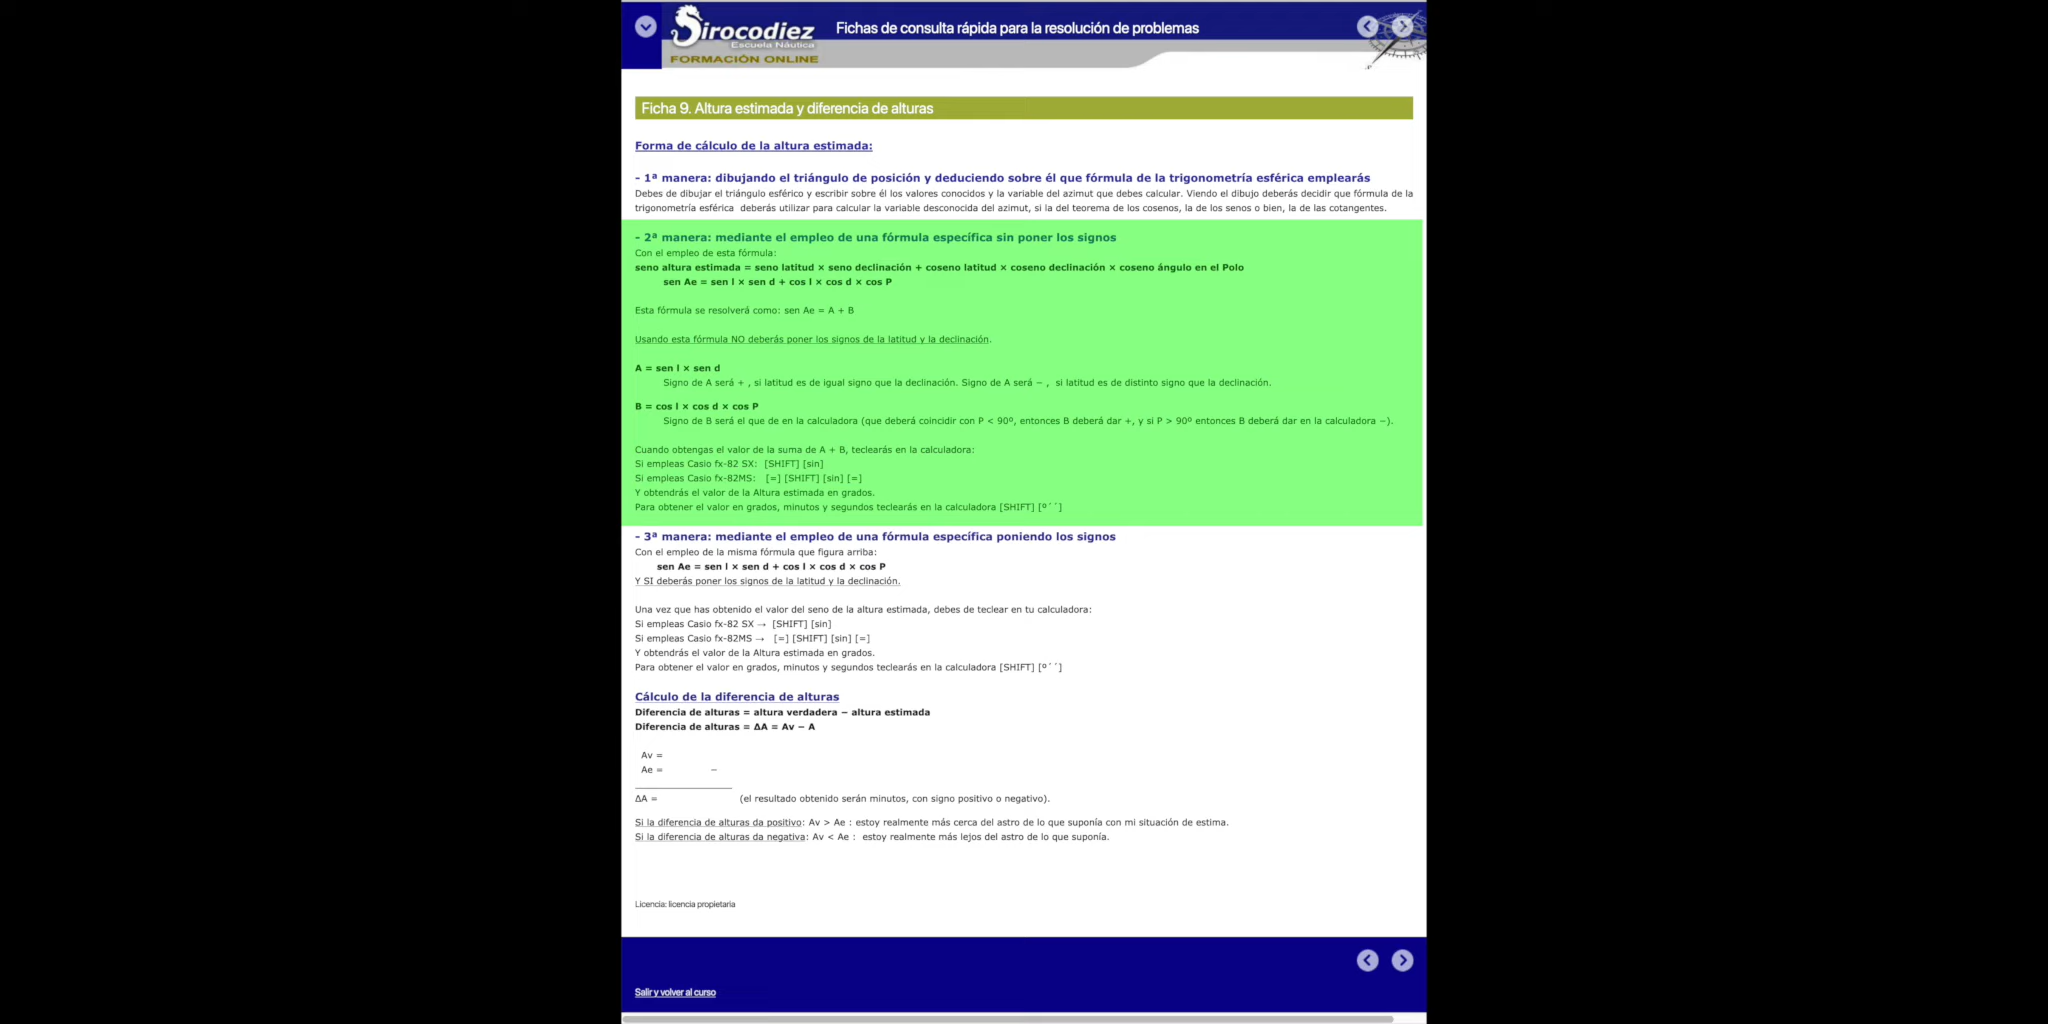 Sirocodiez
Escuela Náutica
FORMACIÓN ONLINE
Fichas de consulta rápida para la resolución de problemas
Ficha 9. Altura estimada y diferencia de alturas
Forma de cálculo de la altura estimada:
- 1ª manera: dibujando el triángulo de posición y deduciendo sobre él que fórmula de la trigonometría esférica emplearás
Debes de dibujar el triángulo esférico y escribir sobre él los valores conocidos y la variable del azimut que debes calcular. Viendo el dibujo deberás decidir que fórmula de la
trigonometría esférica deberás utilizar para calcular la variable desconocida del azimut, si la del teorema de los cosenos, la de los senos o bien, la de las cotangentes.
- 2ª manera: mediante el empleo de una fórmula específica sin poner los signos
Con el empleo de esta fórmula:
seno altura estimada = seno latitud × seno declinación + coseno latitud × coseno declinación × coseno ángulo en el Polo
sen Ae = sen l × sen d + cos l × cos d × cos P
Esta fórmula se resolverá como: sen Ae = A + B
Usando esta fórmula NO deberás poner los signos de la latitud y la declinación.
A = sen l × sen d
Signo de A será + , si latitud es de igual signo que la declinación. Signo de A será − , si latitud es de distinto signo que la declinación.
B = cos l × cos d × cos P
Signo de B será el que de en la calculadora (que deberá coincidir con P < 90º, entonces B deberá dar +, y si P > 90º entonces B deberá dar en la calculadora −).
Cuando obtengas el valor de la suma de A + B, teclearás en la calculadora:
Si empleas Casio fx-82 SX: [SHIFT] [sin]
Si empleas Casio fx-82MS: [=] [SHIFT] [sin] [=]
Y obtendrás el valor de la Altura estimada en grados.
Para obtener el valor en grados, minutos y segundos teclearás en la calculadora [SHIFT] [º´´]
- 3ª manera: mediante el empleo de una fórmula específica poniendo los signos
Con el empleo de la misma fórmula que figura arriba:
sen Ae = sen l × sen d + cos l × cos d × cos P
Y SI deberás poner los signos de la latitud y la declinación.
Una vez que has obtenido el valor del seno de la altura estimada, debes de teclear en tu calculadora:
Si empleas Casio fx-82 SX → [SHIFT] [sin]
Si empleas Casio fx-82MS → [=] [SHIFT] [sin] [=]
Y obtendrás el valor de la Altura estimada en grados.
Para obtener el valor en grados, minutos y segundos teclearás en la calculadora [SHIFT] [º´´]
Cálculo de la diferencia de alturas
Diferencia de alturas = altura verdadera − altura estimada
Diferencia de alturas = ΔA = Av − A
Av =
Ae = −
ΔA = (el resultado obtenido serán minutos, con signo positivo o negativo).
Si la diferencia de alturas da positivo: Av > Ae : estoy realmente más cerca del astro de lo que suponía con mi situación de estima.
Si la diferencia de alturas da negativa: Av < Ae : estoy realmente más lejos del astro de lo que suponía.
Licencia: licencia propietaria
Salir y volver al curso